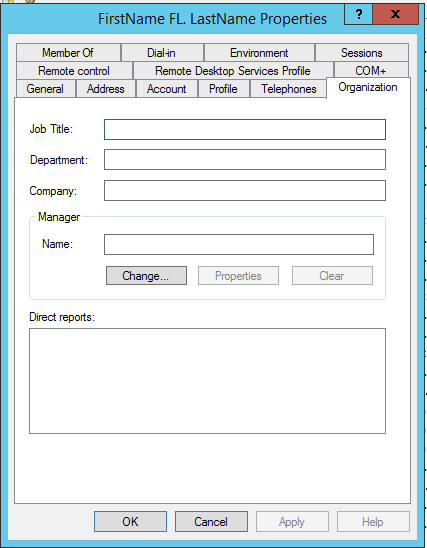 FirstName FL. LastName Properties ? x
Member Of Dial-in Environment Sessions
Remote control Remote Desktop Services Profile COM+
General Address Account Profile Telephones Organization
Job Title:
Department:
Company:
Manager
Name:
Change... Properties Clear
Direct reports:
OK Cancel Apply Help